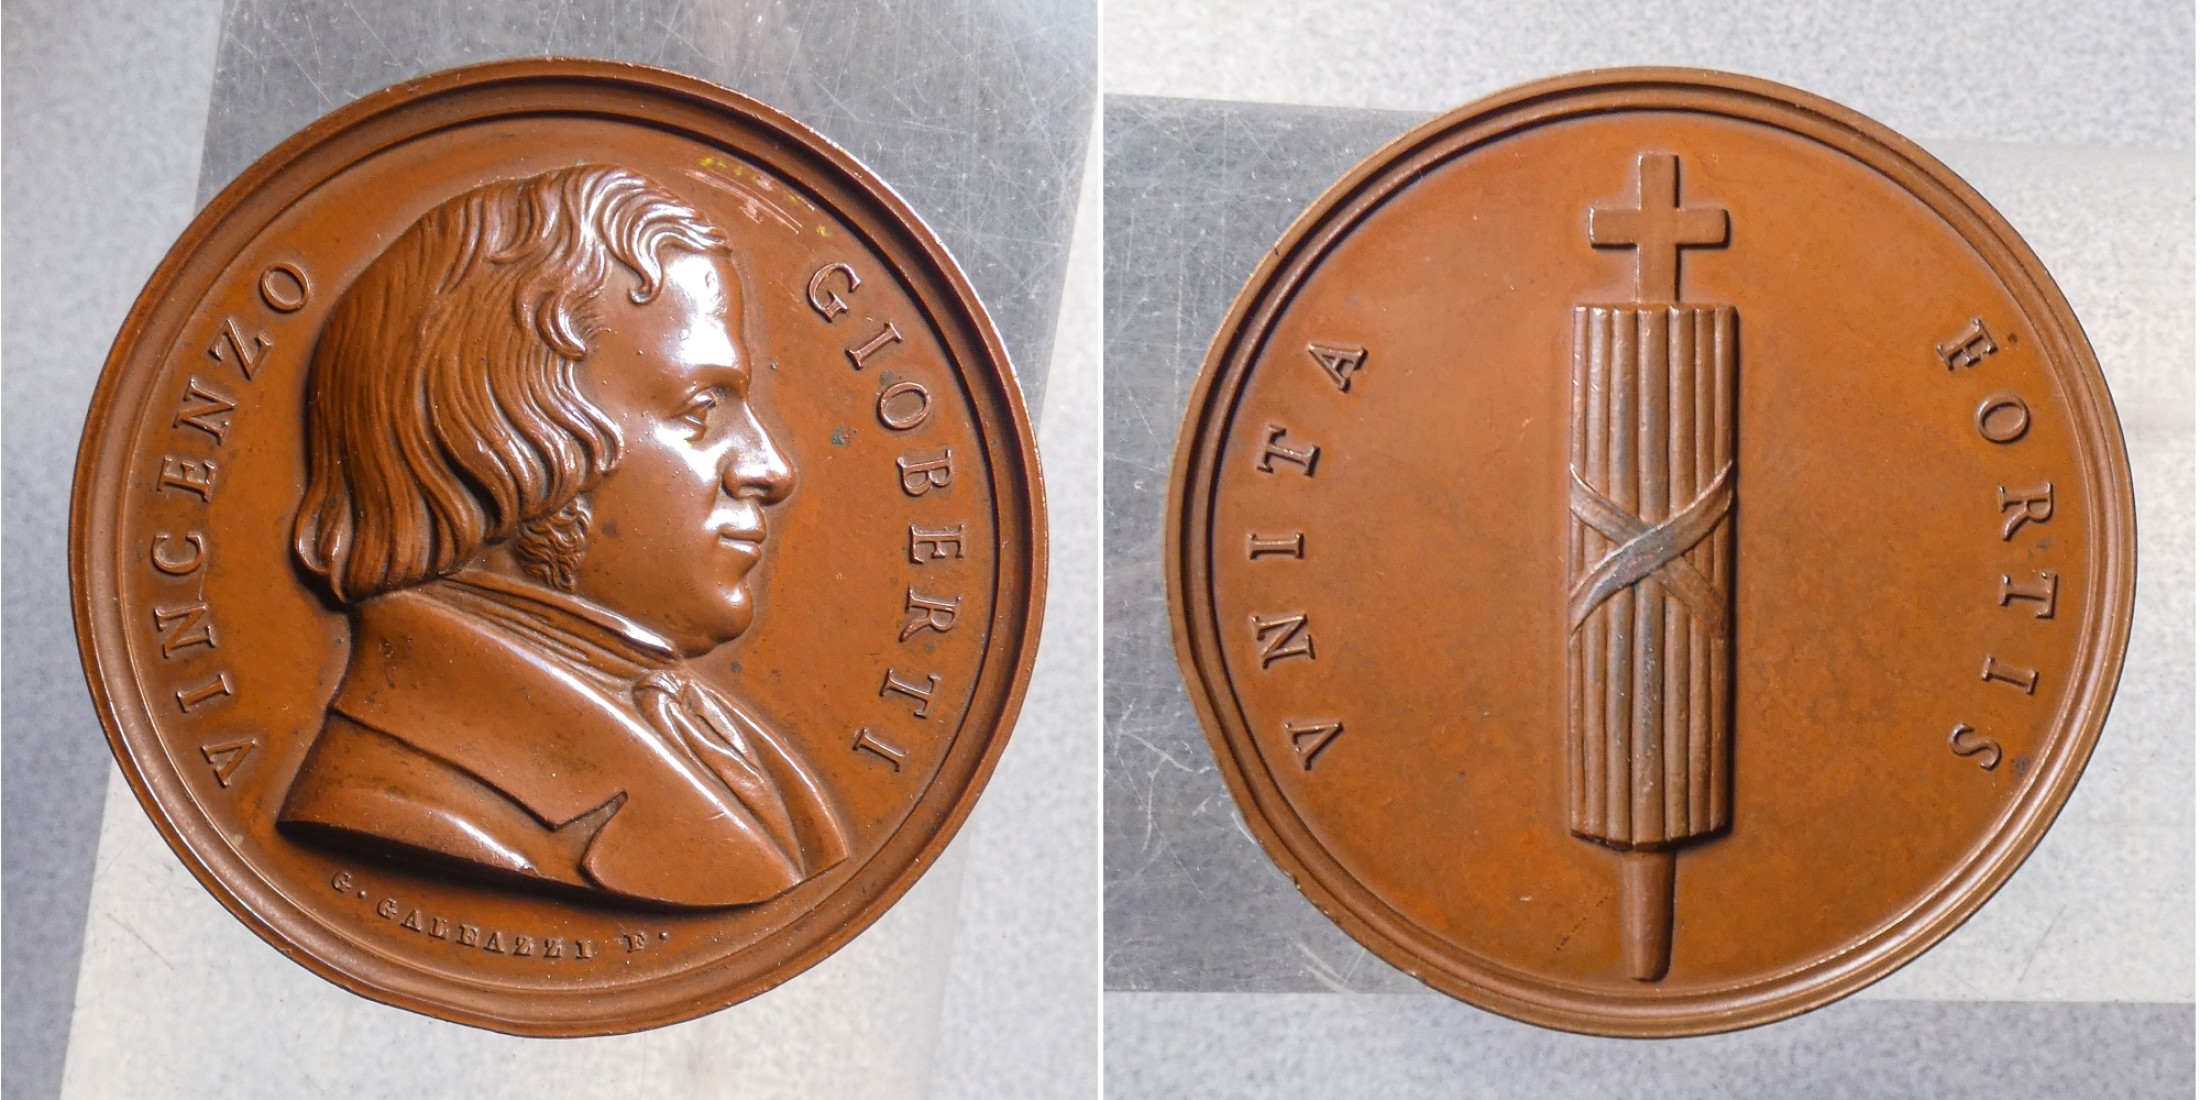 VINCENZO GIOBERTI
G. GALEAZZI F.
VNITA FORTIS